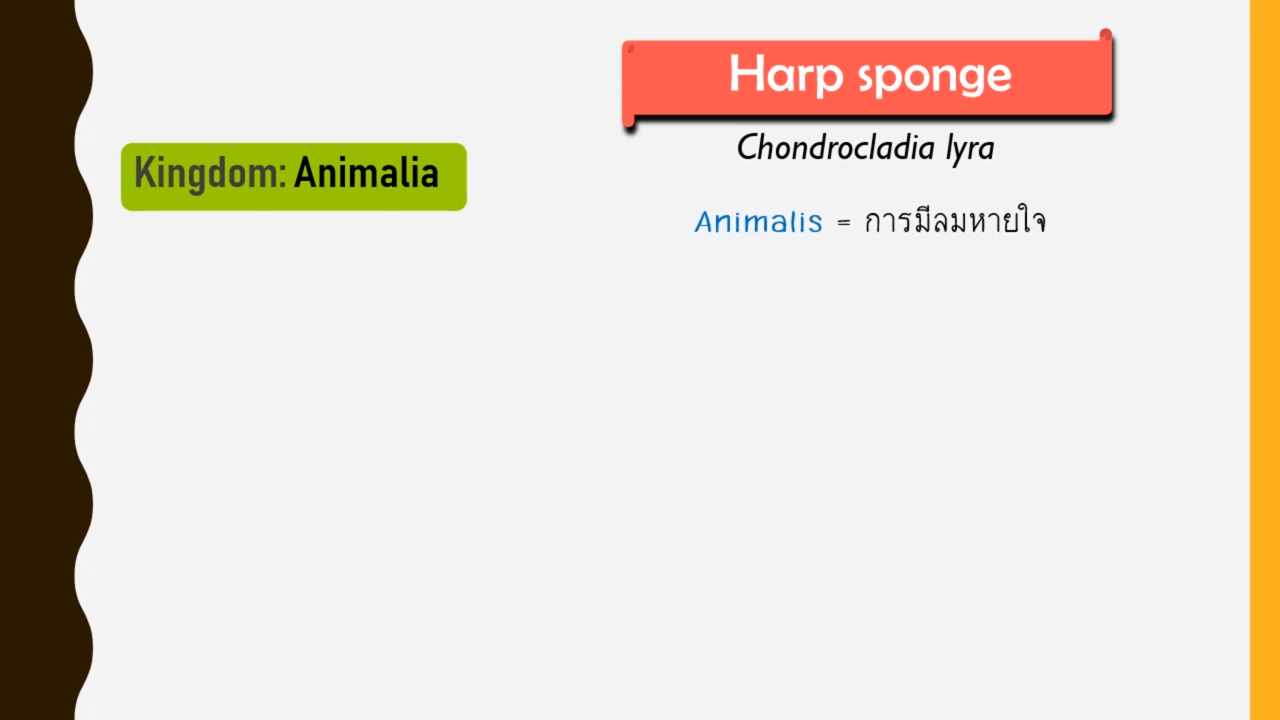 Harp sponge
Chondrocladia lyra
Kingdom: Animalia
Animalis = การมีลมหายใจ